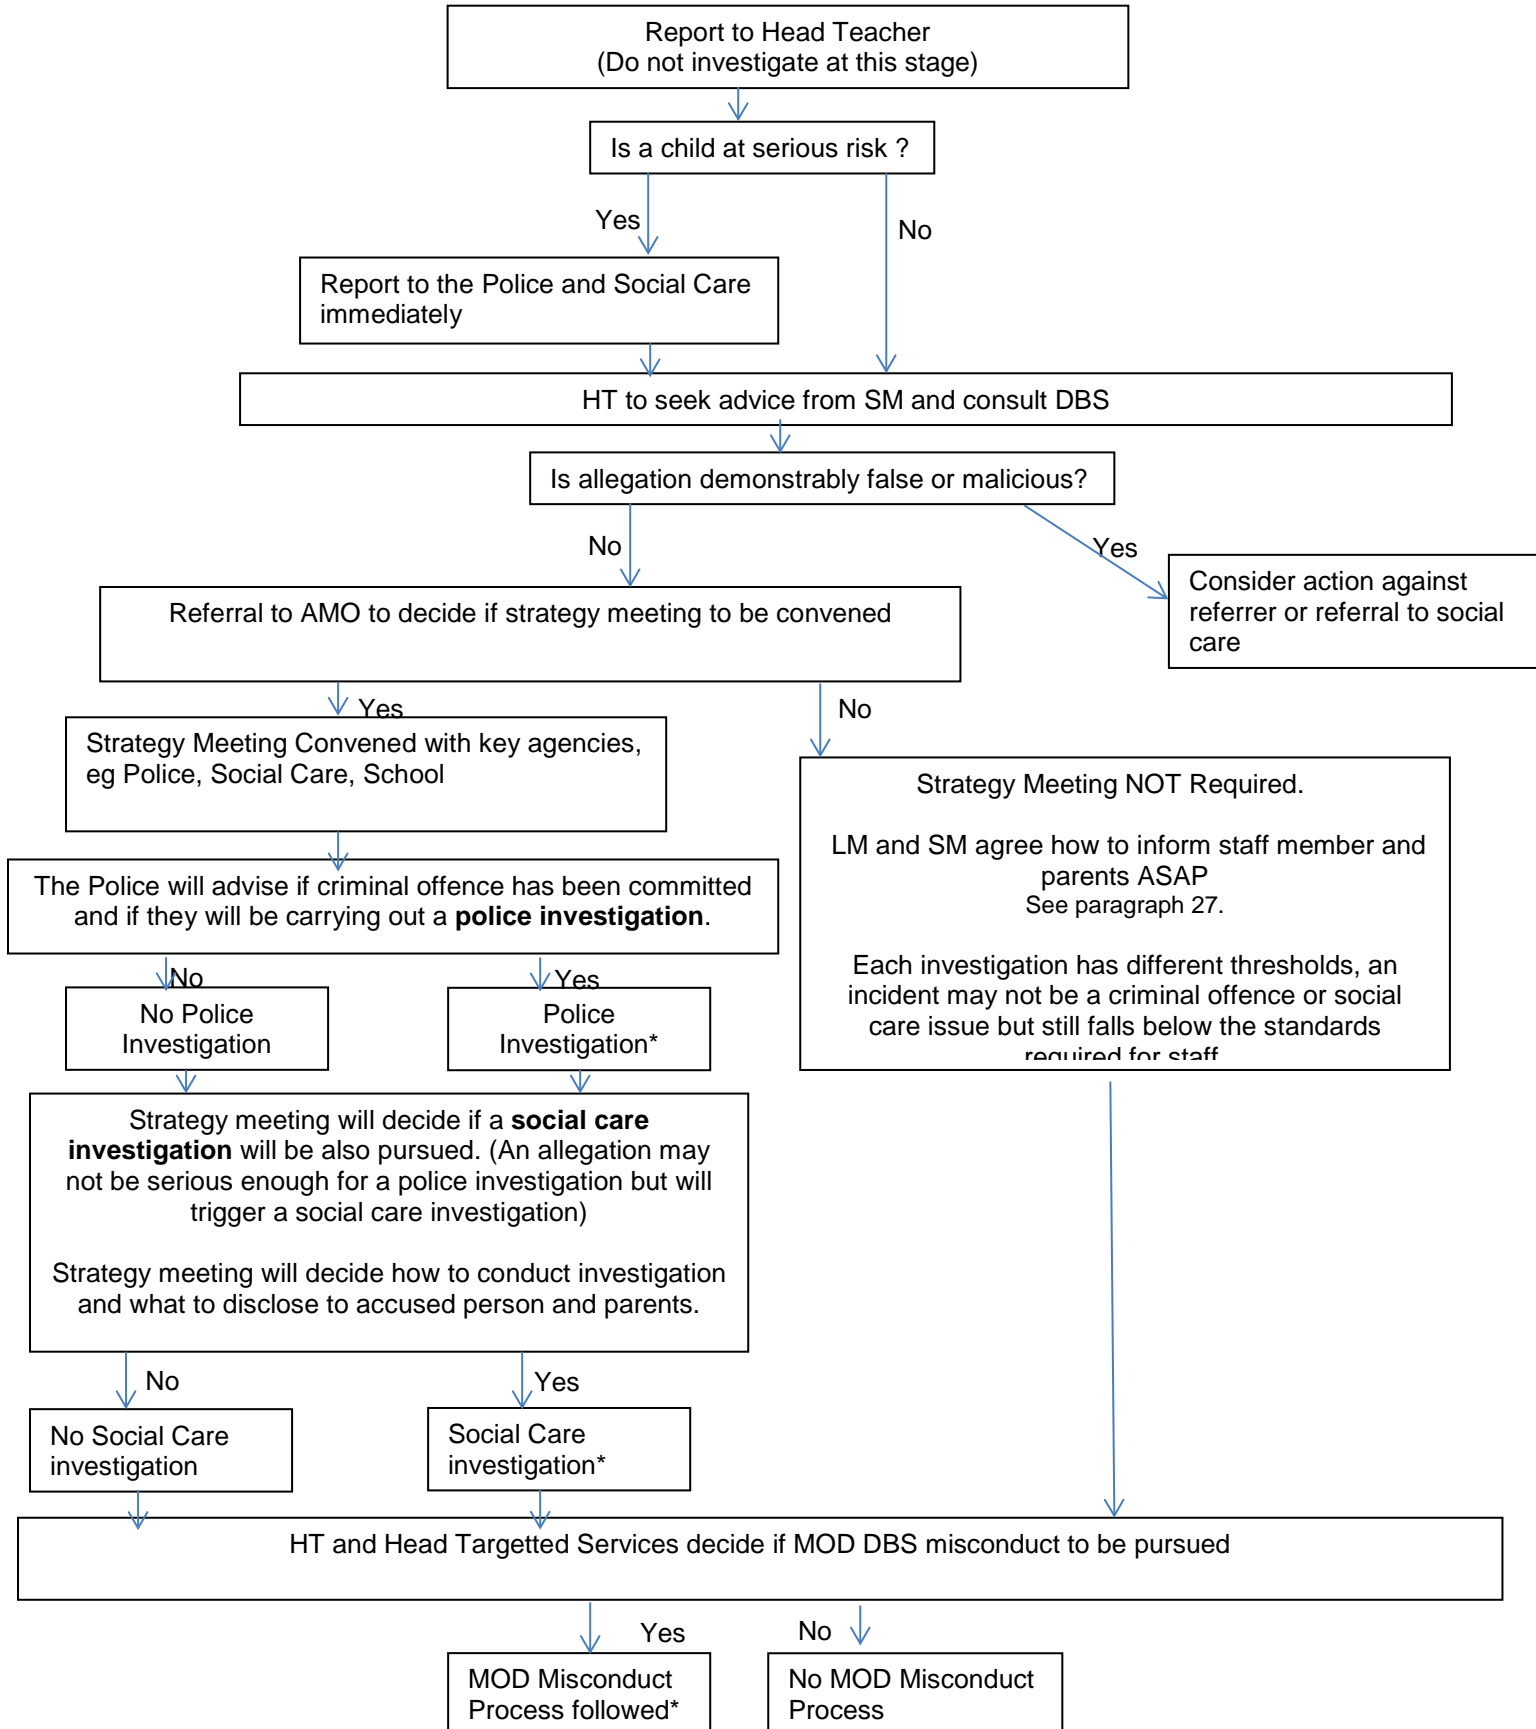 Report to Head Teacher
(Do not investigate at this stage)
Is a child at serious risk ?
Yes
No
Report to the Police and Social Care
immediately
HT to seek advice from SM and consult DBS
Is allegation demonstrably false or malicious?
No
Yes
Consider action against
referrer or referral to social
care
Referral to AMO to decide if strategy meeting to be convened
Yes
No
Strategy Meeting Convened with key agencies,
eg Police, Social Care, School
Strategy Meeting NOT Required.
LM and SM agree how to inform staff member and
parents ASAP
See paragraph 27.
Each investigation has different thresholds, an
incident may not be a criminal offence or social
care issue but still falls below the standards
required for staff
The Police will advise if criminal offence has been committed
and if they will be carrying out a police investigation.
No
Yes
No Police
Investigation
Police
Investigation*
Strategy meeting will decide if a social care
investigation will be also pursued. (An allegation may
not be serious enough for a police investigation but will
trigger a social care investigation)
Strategy meeting will decide how to conduct investigation
and what to disclose to accused person and parents.
No
Yes
No Social Care
investigation
Social Care
investigation*
HT and Head Targetted Services decide if MOD DBS misconduct to be pursued
Yes
No
MOD Misconduct
Process followed*
No MOD Misconduct
Process